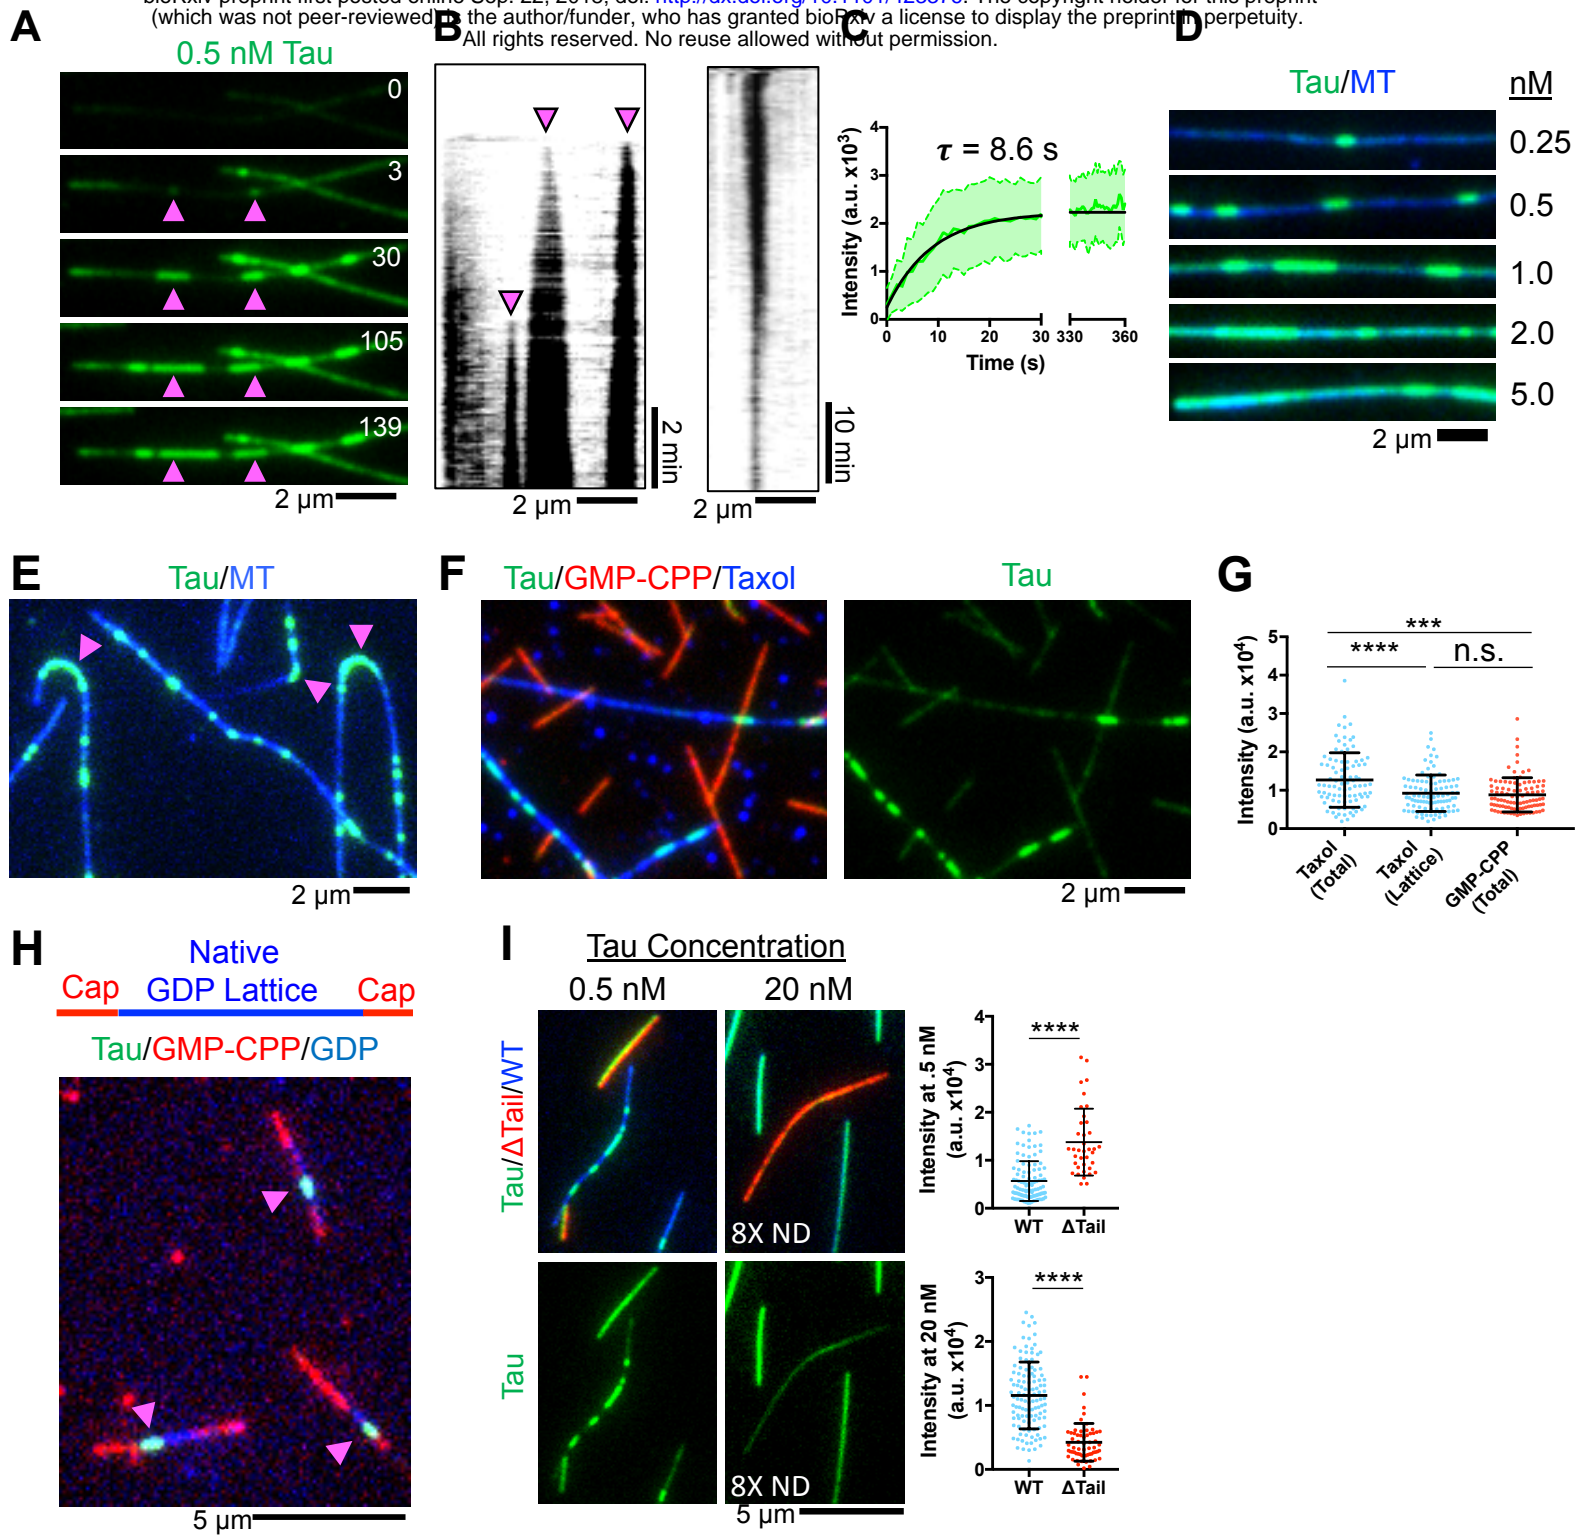 (which was not peer-reviewed) is the author/funder, who has granted bioRxiv a license to display the preprint in perpetuity.
All rights reserved. No reuse allowed without permission.
A
0.5 nM Tau
0
3
30
105
139
2 µm
B
2 min
2 µm
10 min
2 µm
C
Intensity (a.u. x10³)
4
3
2
1
0
τ = 8.6 s
0 10 20 30 330 360
Time (s)
D
Tau/MT
nM
0.25
0.5
1.0
2.0
5.0
2 µm
E
Tau/MT
2 µm
F
Tau/GMP-CPP/Taxol
Tau
2 µm
G
Intensity (a.u. x10⁴)
5
4
3
2
1
0
***
****
n.s.
Taxol
(Total)
Taxol
(Lattice)
GMP-CPP
(Total)
H
Native
Cap GDP Lattice Cap
Tau/GMP-CPP/GDP
5 µm
I
Tau Concentration
0.5 nM 20 nM
Tau/ΔTail/WT
8X ND
Tau
8X ND
5 µm
Intensity at .5 nM
(a.u. x10⁴)
4
3
2
1
0
****
WT ΔTail
Intensity at 20 nM
(a.u. x10⁴)
3
2
1
0
****
WT ΔTail